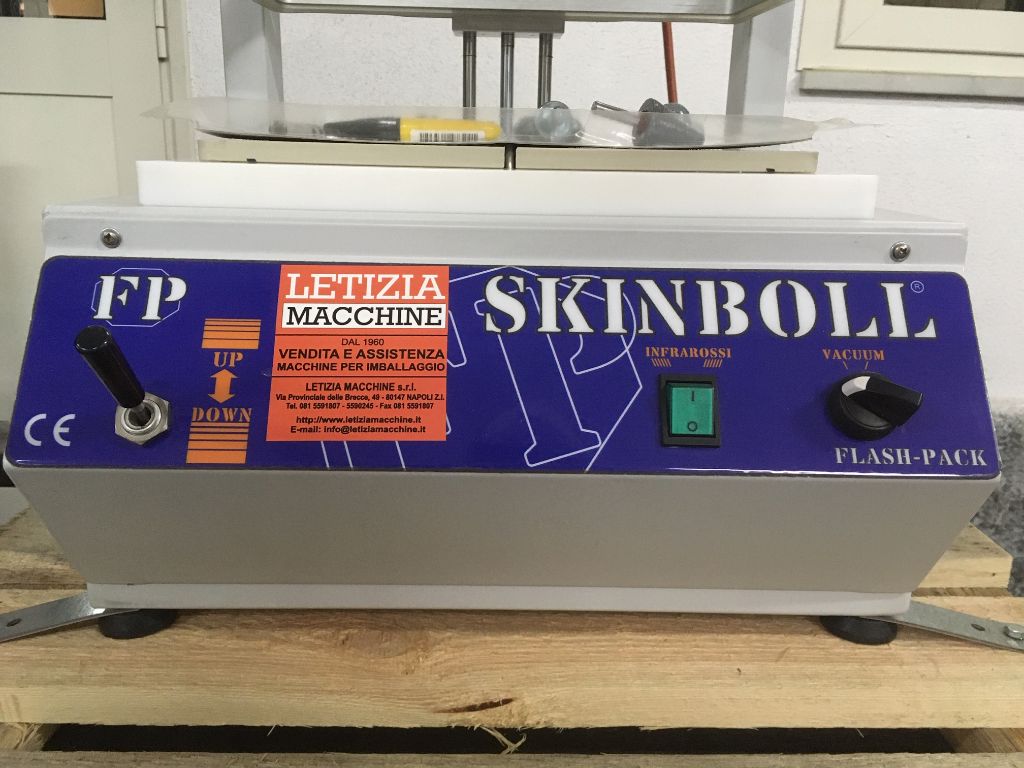 FP
UP
DOWN
CE
LETIZIA
MACCHINE
DAL 1960
VENDITA E ASSISTENZA
MACCHINE PER IMBALLAGGIO
LETIZIA MACCHINE s.r.l.
Via Provinciale delle Brecce, 49 - 80147 NAPOLI Z.I.
Tel. 081 5591807 - 5590245 - Fax 081 5591807
http://www.letiziamacchine.it
E-mail: info@letiziamacchine.it
SKINBOLL®
INFRAROSSI
I
O
VACUUM
FLASH-PACK